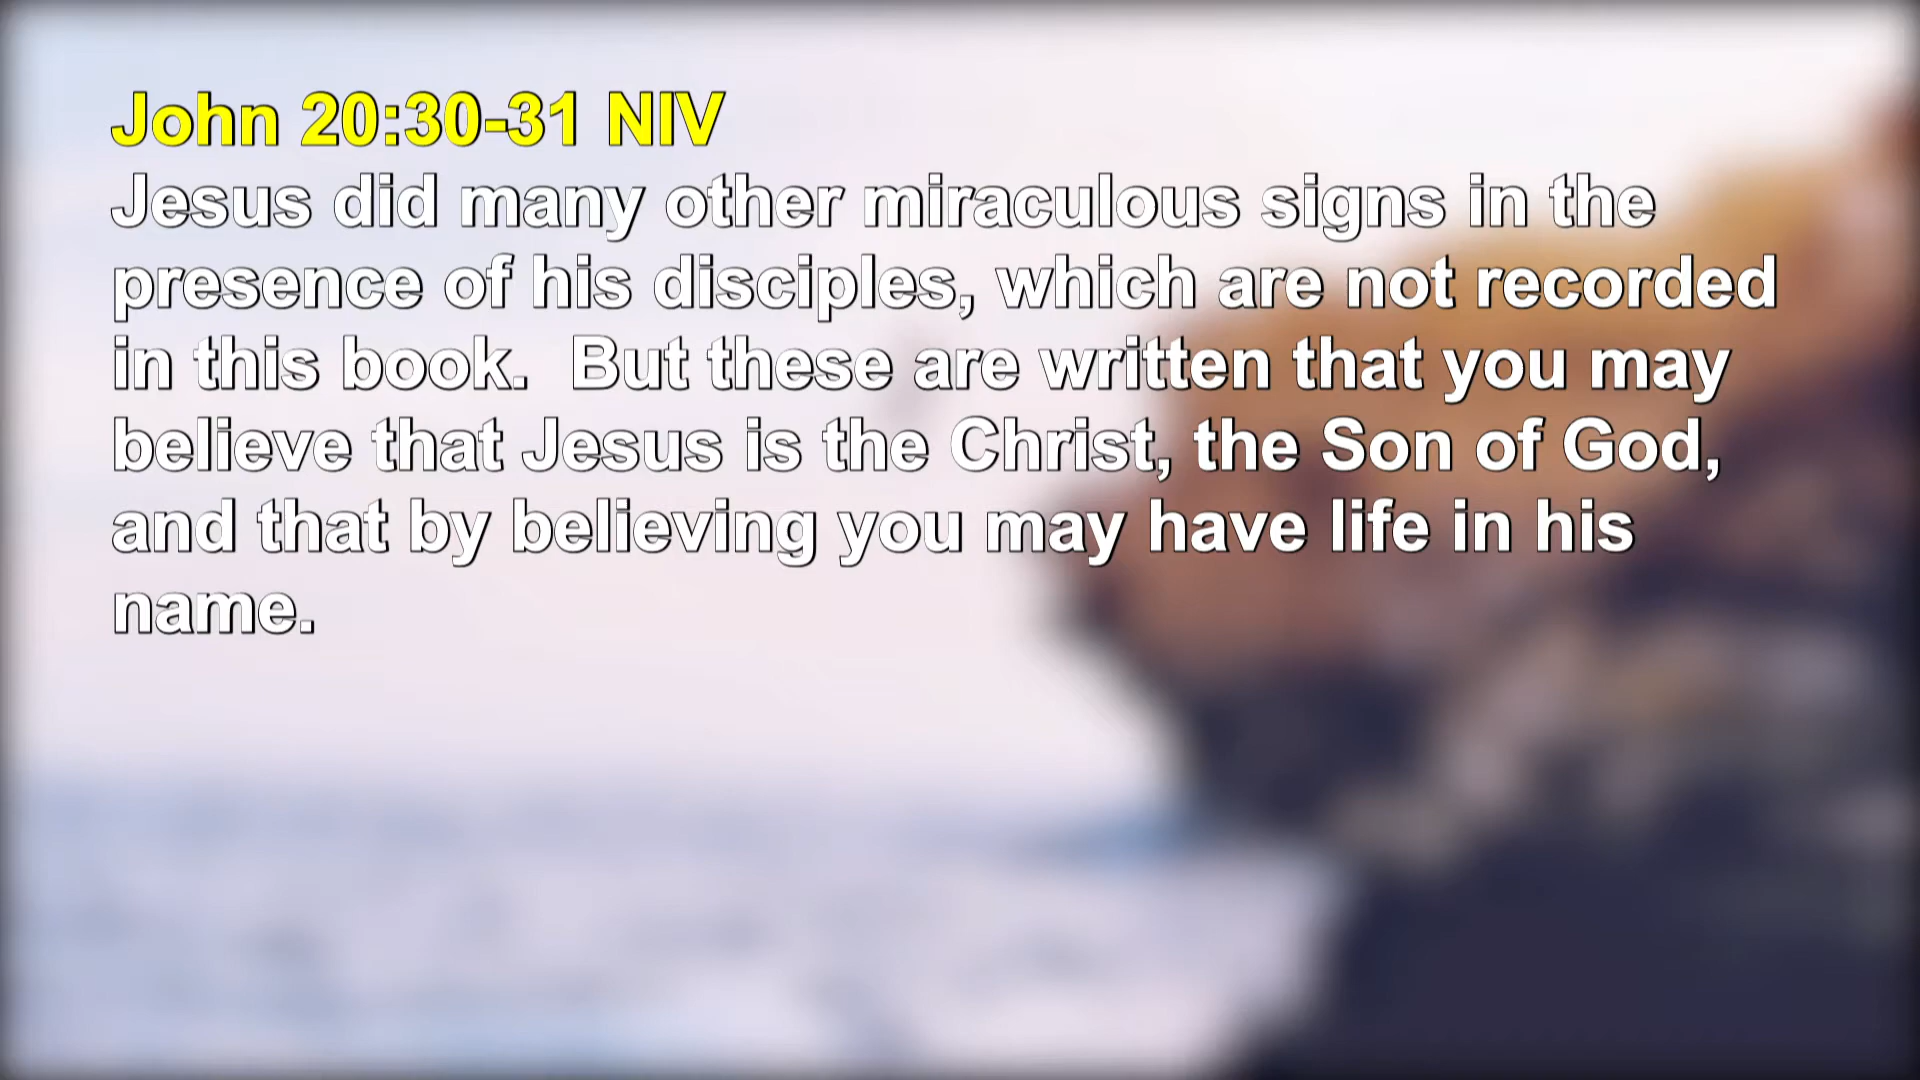 John 20:30-31 NIV
Jesus did many other miraculous signs in the
presence of his disciples, which are not recorded
in this book.  But these are written that you may
believe that Jesus is the Christ, the Son of God,
and that by believing you may have life in his
name.